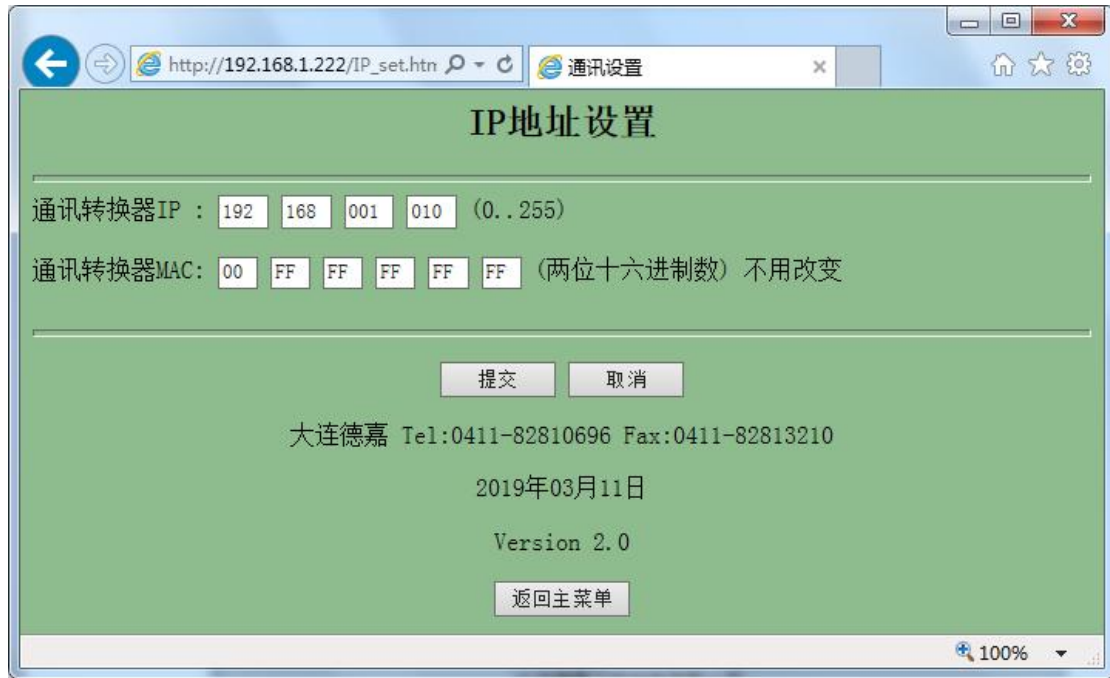 http://192.168.1.222/IP_set.htn
通讯设置
IP地址设置
通讯转换器IP : 192 168 001 010 (0..255)
通讯转换器MAC: 00 FF FF FF FF FF (两位十六进制数) 不用改变
提交 取消
大连德嘉 Tel:0411-82810696 Fax:0411-82813210
2019年03月11日
Version 2.0
返回主菜单
100%